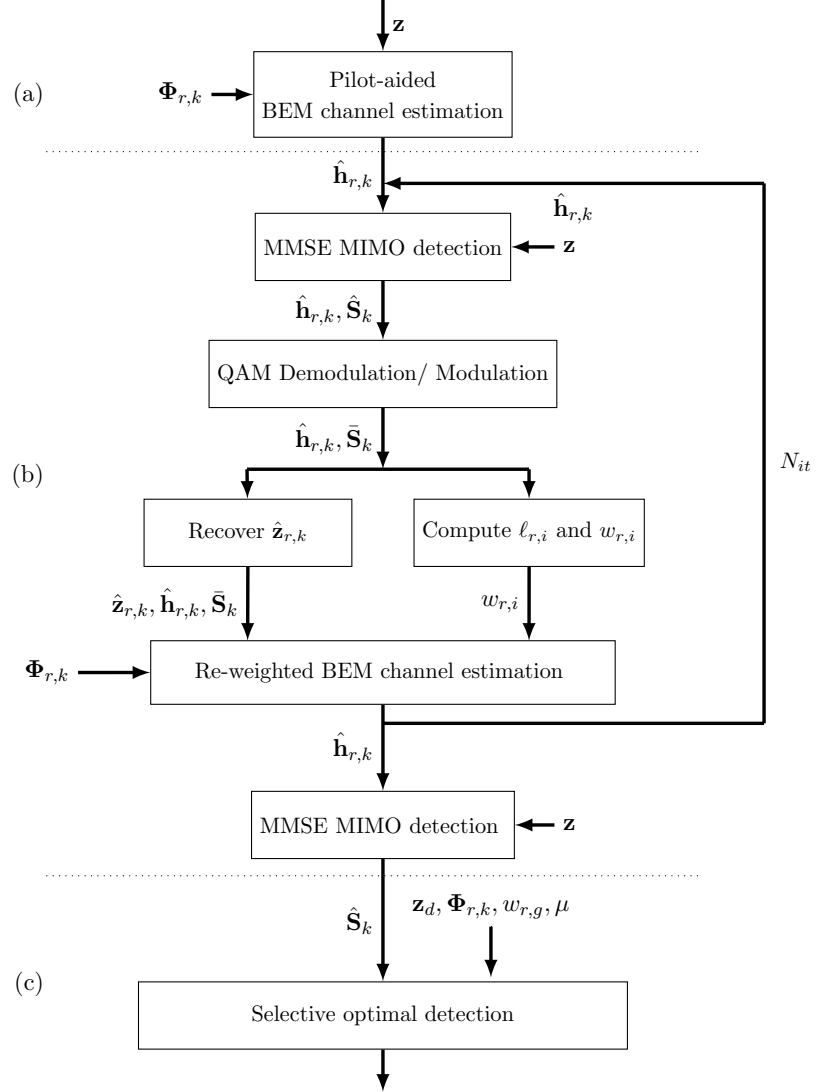 z
(a)
Φ_{r,k}
Pilot-aided
BEM channel estimation
ĥ_{r,k}
ĥ_{r,k}
MMSE MIMO detection
z
ĥ_{r,k}, Ŝ_k
QAM Demodulation/ Modulation
ĥ_{r,k}, S̄_k
N_{it}
(b)
Recover ẑ_{r,k}
Compute ℓ_{r,i} and w_{r,i}
ẑ_{r,k}, ĥ_{r,k}, S̄_k
w_{r,i}
Φ_{r,k}
Re-weighted BEM channel estimation
ĥ_{r,k}
MMSE MIMO detection
z
z_d, Φ_{r,k}, w_{r,g}, μ
Ŝ_k
(c)
Selective optimal detection